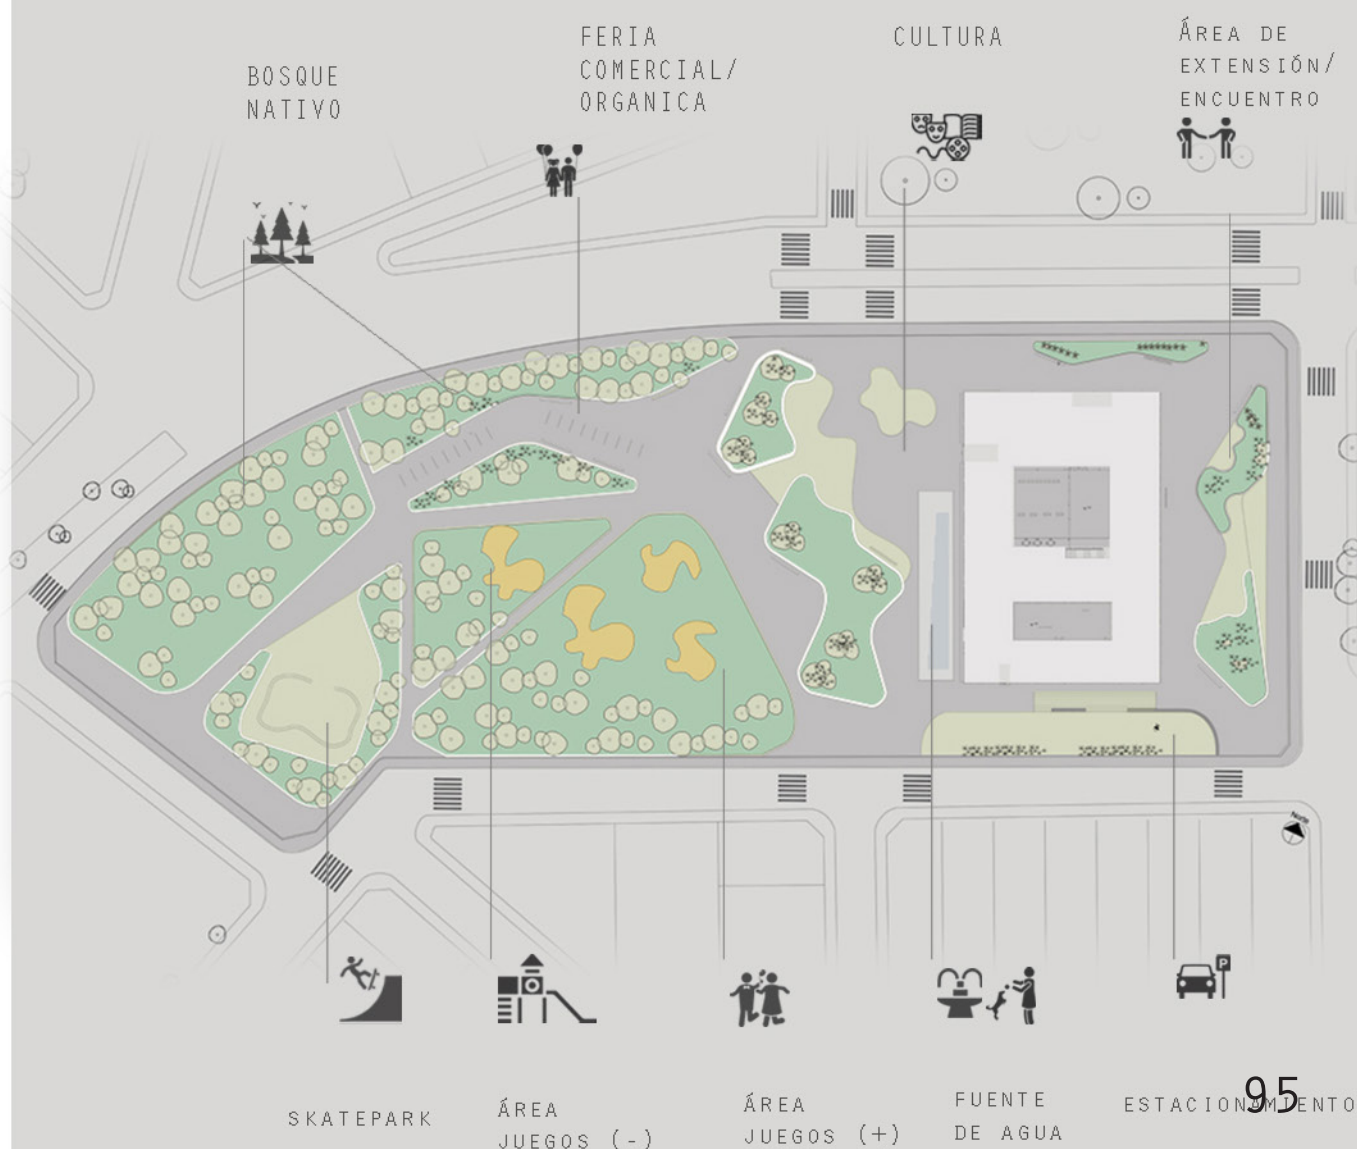 BOSQUE
NATIVO
FERIA
COMERCIAL/
ORGANICA
CULTURA
ÁREA DE
EXTENSIÓN/
ENCUENTRO
P
Norte
SKATEPARK
ÁREA
JUEGOS (-)
ÁREA
JUEGOS (+)
FUENTE
DE AGUA
ESTACIONAMIENTO
95